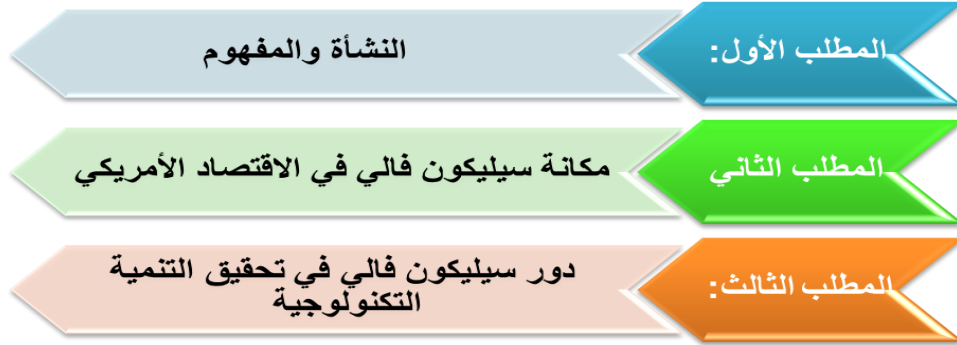 المطلب الأول:
النشأة والمفهوم
المطلب الثاني
مكانة سيليكون فالي في الاقتصاد الأمريكي
المطلب الثالث:
دور سيليكون فالي في تحقيق التنمية
التكنولوجية